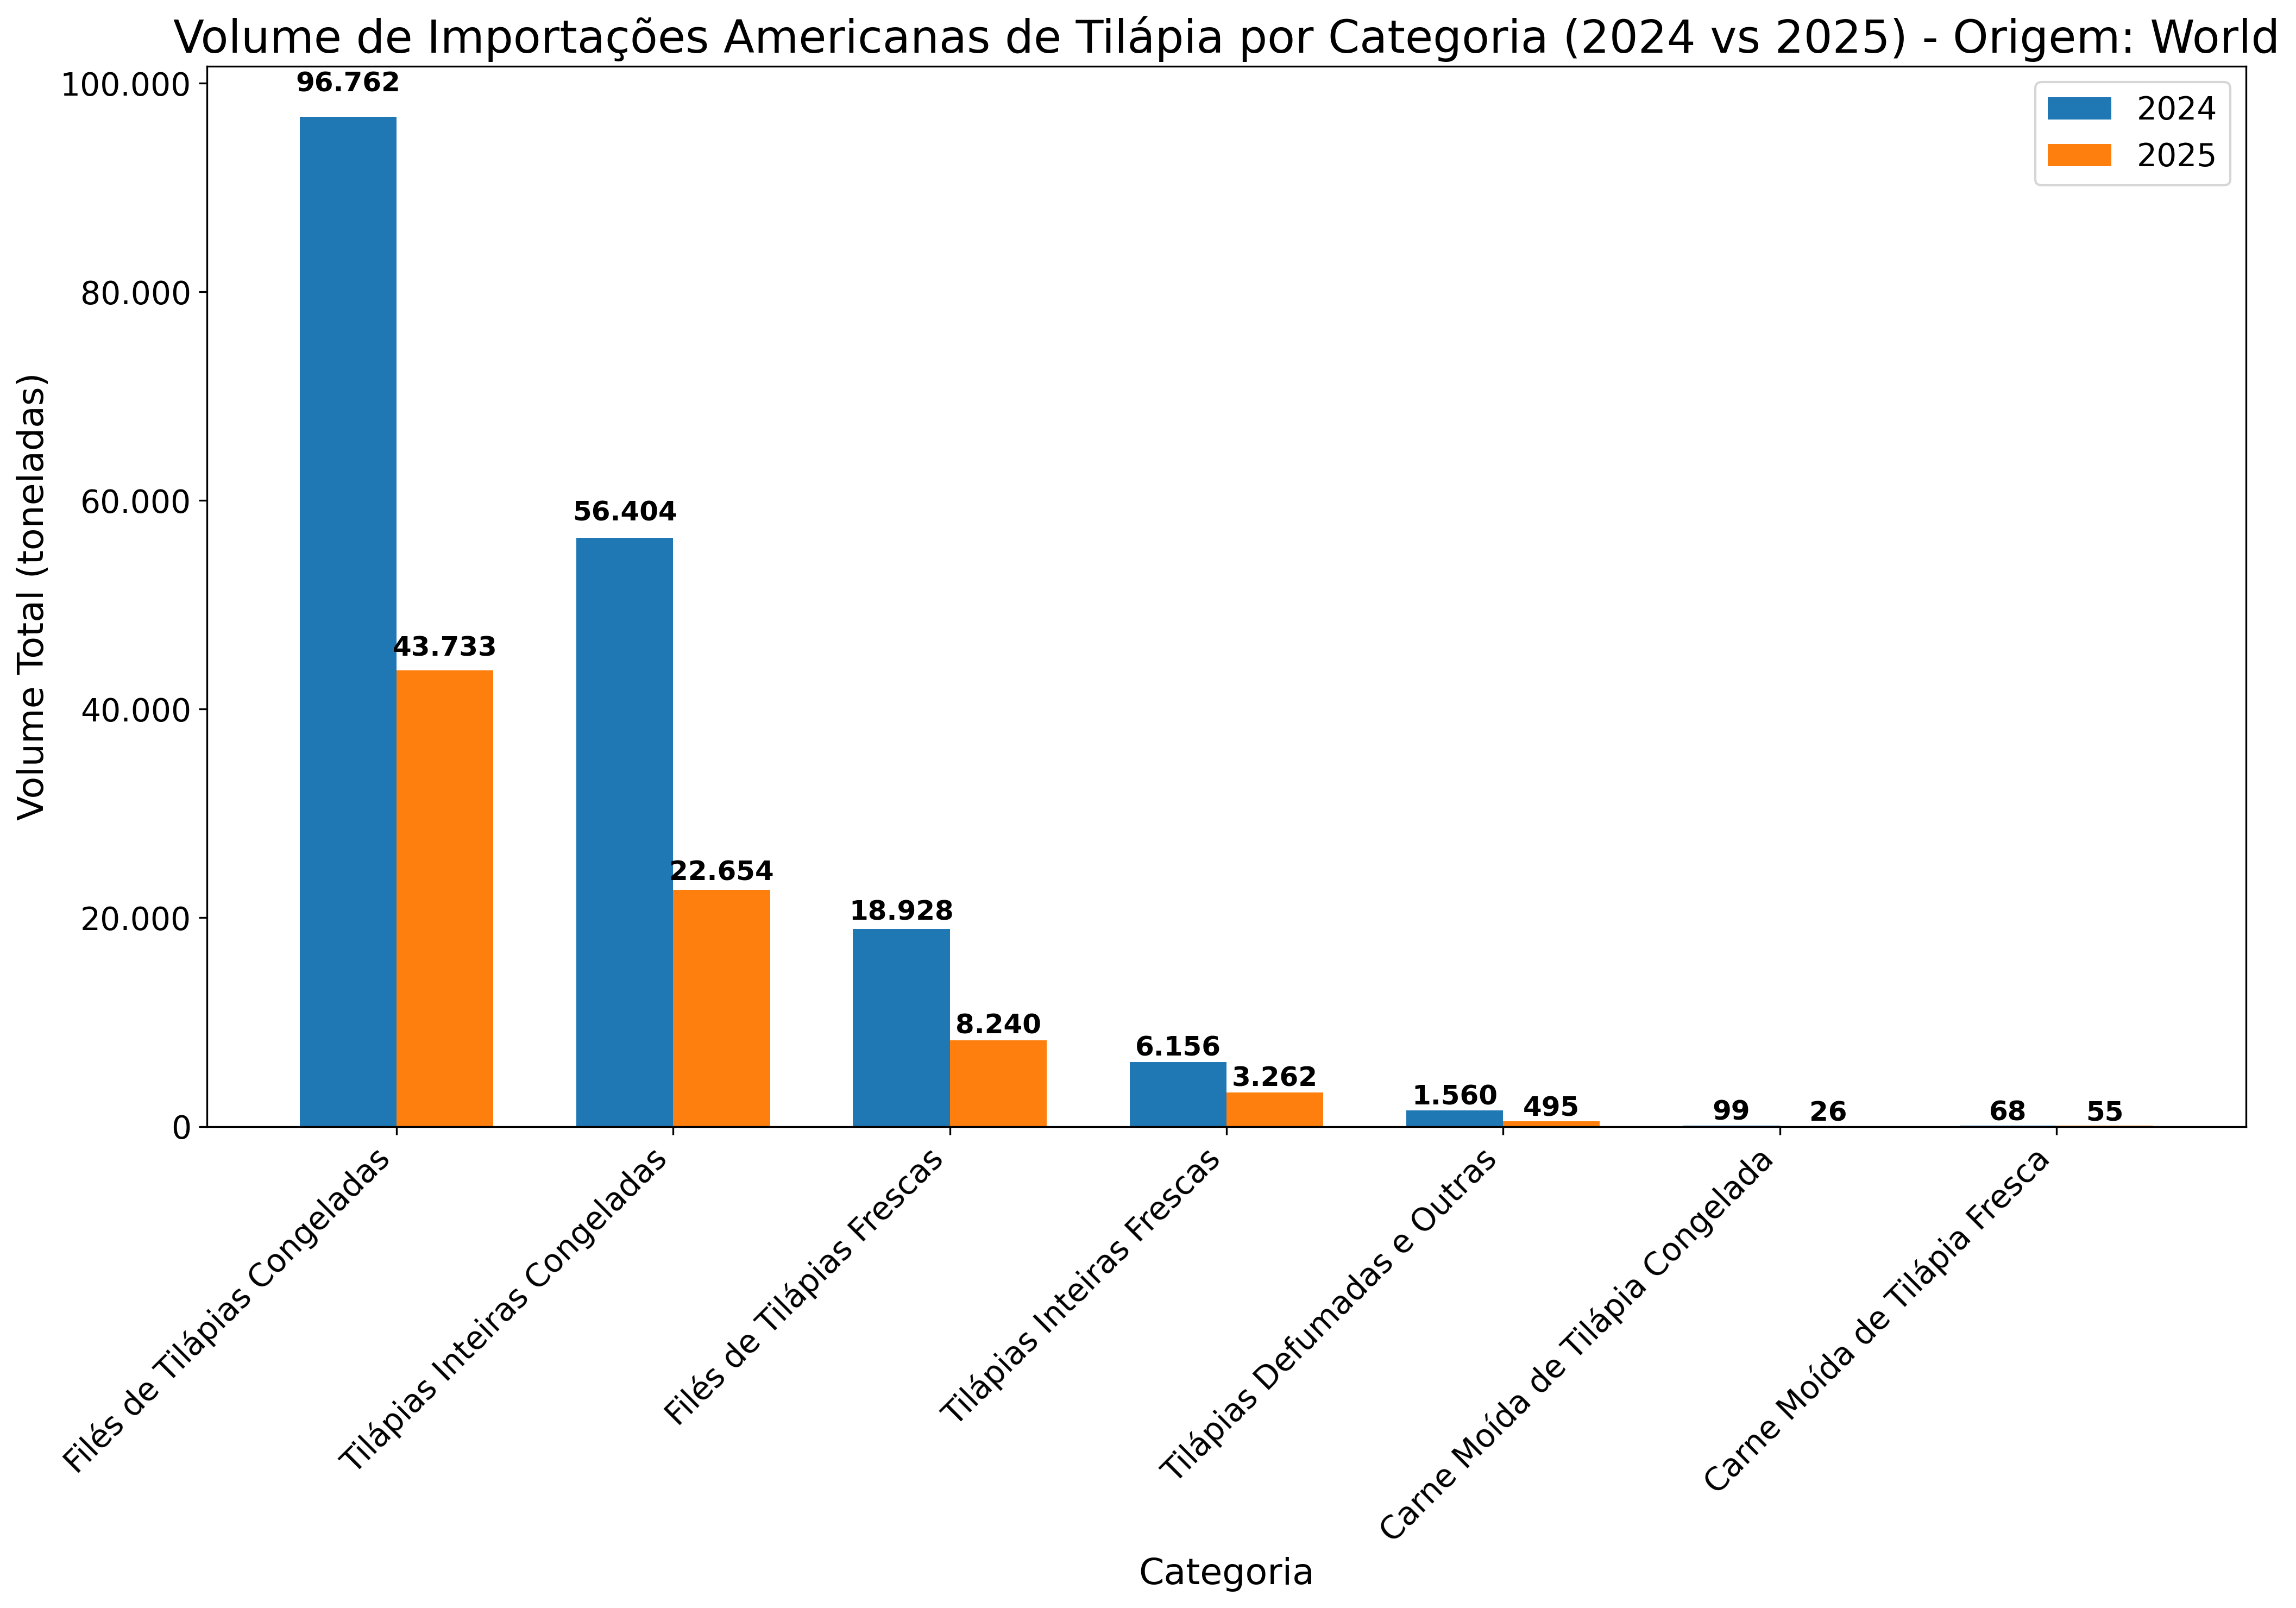 Volume de Importações Americanas de Tilápia por Categoria (2024 vs 2025) - Origem: World
2024
2025
Volume Total (toneladas)
100.000
80.000
60.000
40.000
20.000
0
96.762
43.733
56.404
22.654
18.928
8.240
6.156
3.262
1.560
495
99
26
68
55
Filés de Tilápias Congeladas
Tilápias Inteiras Congeladas
Filés de Tilápias Frescas
Tilápias Inteiras Frescas
Tilápias Defumadas e Outras
Carne Moída de Tilápia Congelada
Carne Moída de Tilápia Fresca
Categoria